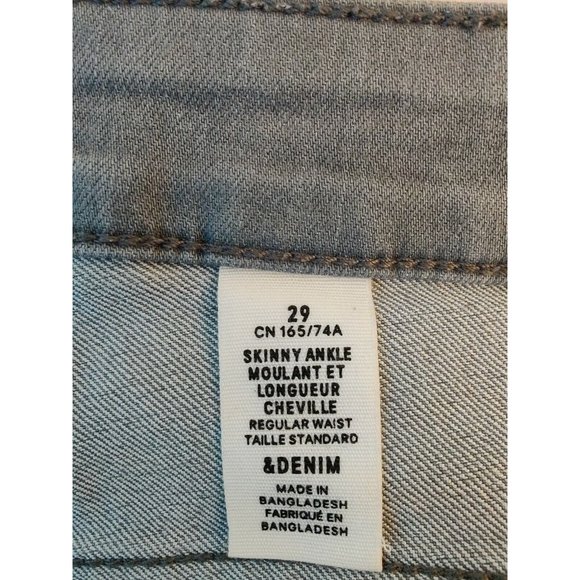 29
CN 165/74A
SKINNY ANKLE
MOULANT ET
LONGUEUR
CHEVILLE
REGULAR WAIST
TAILLE STANDARD
&DENIM
MADE IN
BANGLADESH
FABRIQUÉ EN
BANGLADESH